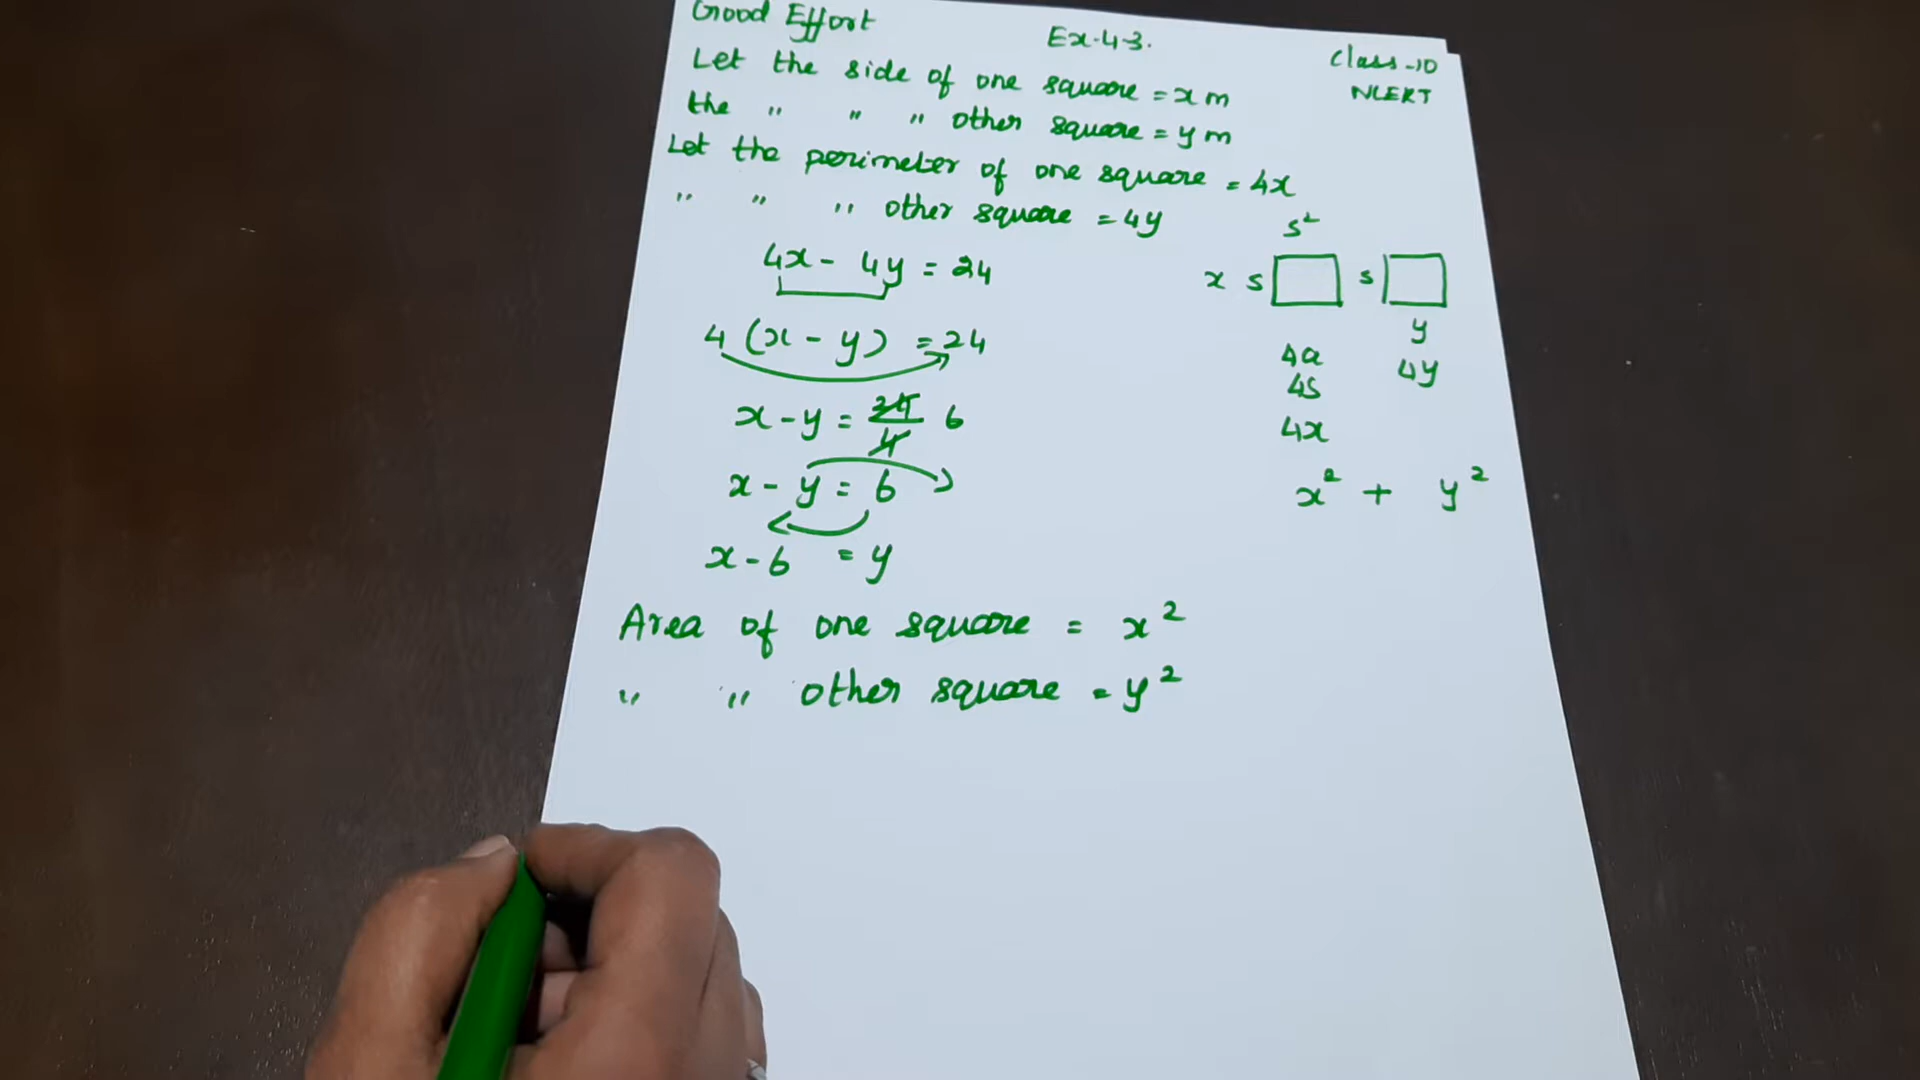 Good Effort
Ex.4.3.
Class-10
NCERT
Let the side of one square = x m
the " " " other square = y m
Let the perimeter of one square = 4x
" " " other square = 4y
4x - 4y = 24
4 (x - y) = 24
x - y = 24/4 6
x - y = 6
x - 6 = y
Area of one square = x²
" " other square = y²
s²
x s s
y
4a 4y
4s
4x
x² + y²